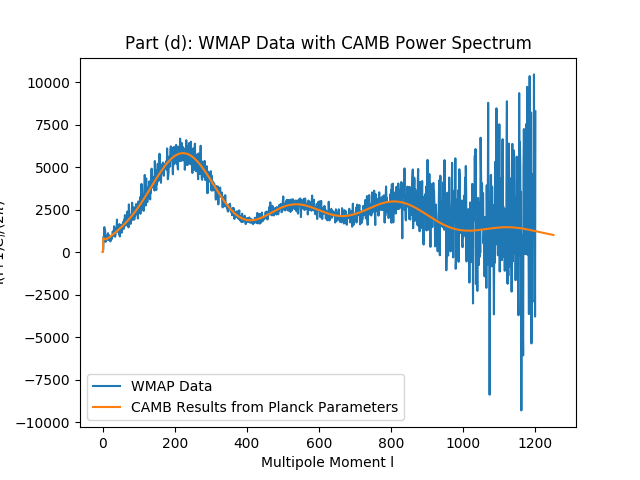 Part (d): WMAP Data with CAMB Power Spectrum
10000
7500
5000
2500
0
−2500
−5000
−7500
−10000
0 200 400 600 800 1000 1200
Multipole Moment l
WMAP Data
CAMB Results from Planck Parameters